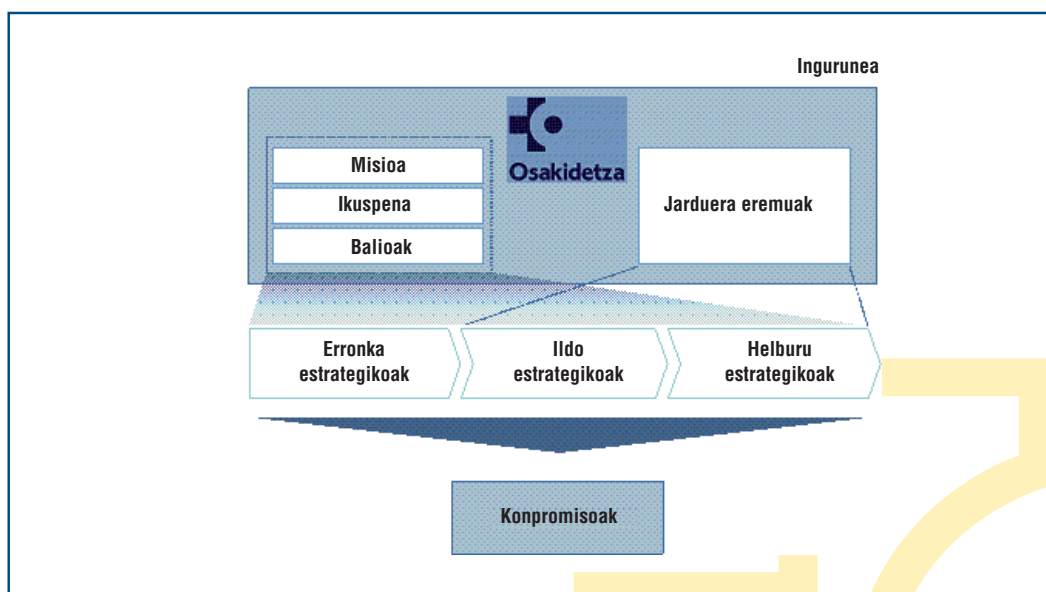 Ingurunea
Osakidetza
Misioa
Ikuspena
Balioak
Jarduera eremuak
Erronka
estrategikoak
Ildo
estrategikoak
Helburu
estrategikoak
Konpromisoak